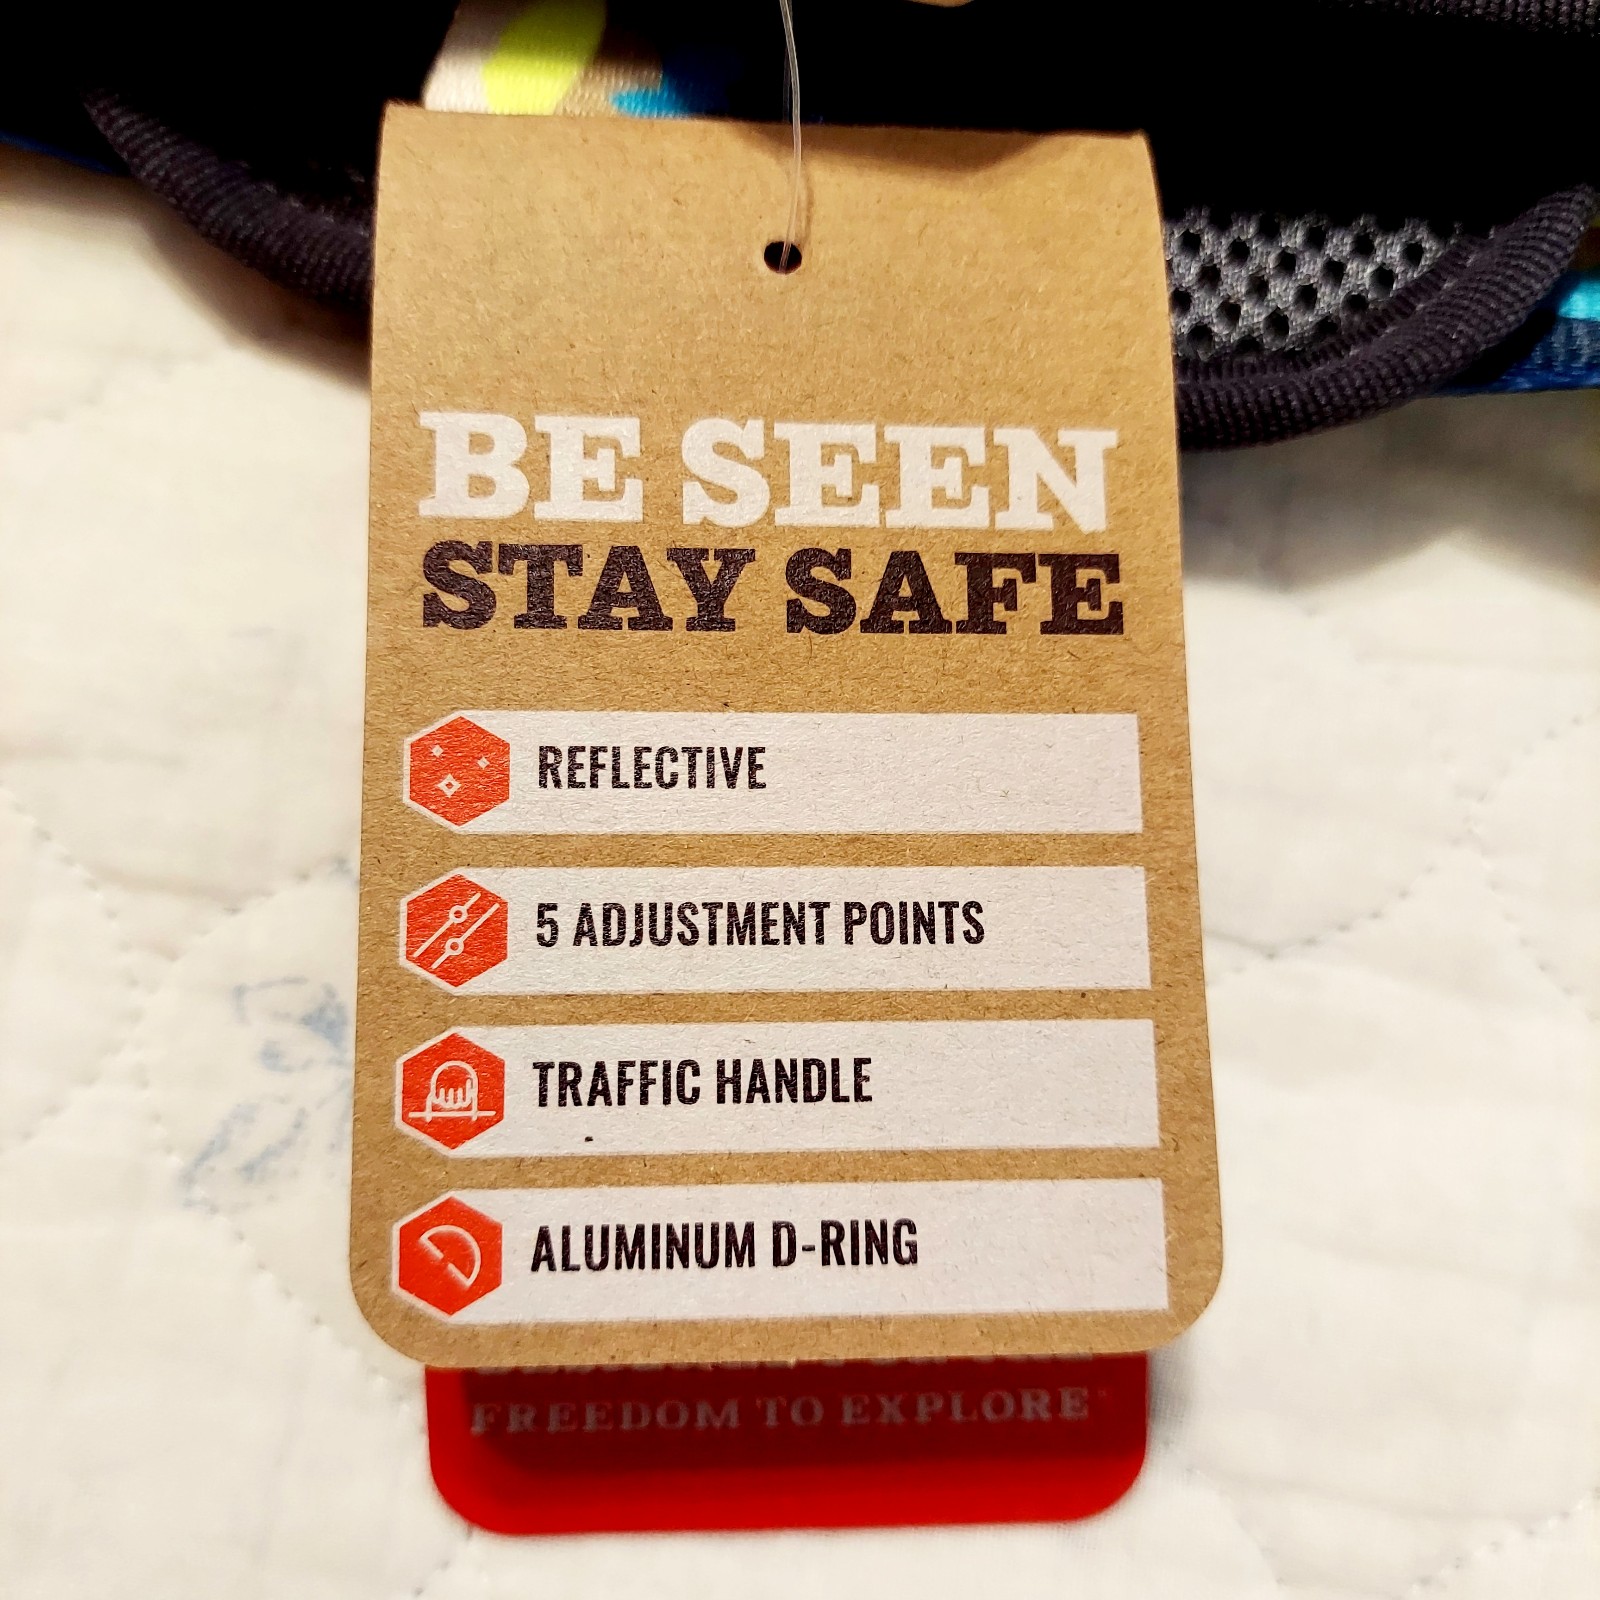 BE SEEN
STAY SAFE
REFLECTIVE
5 ADJUSTMENT POINTS
TRAFFIC HANDLE
ALUMINUM D-RING
FREEDOM TO EXPLORE